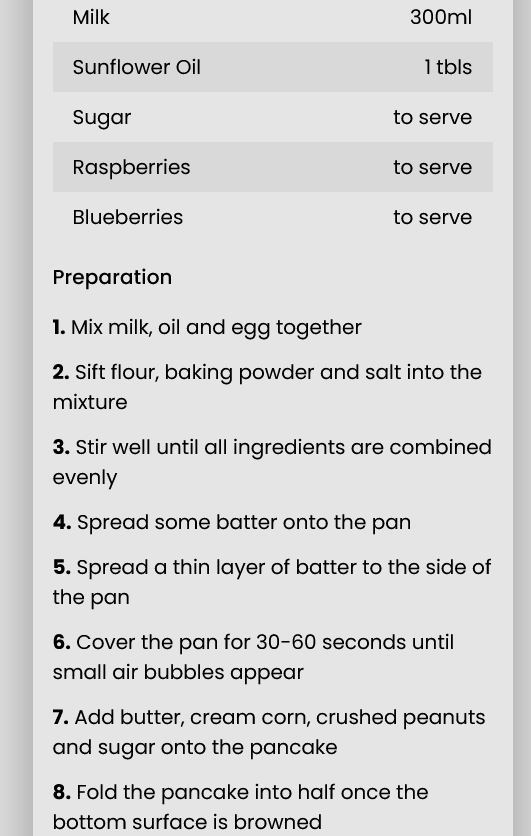 Milk 300ml
Sunflower Oil 1 tbls
Sugar to serve
Raspberries to serve
Blueberries to serve
Preparation
1. Mix milk, oil and egg together
2. Sift flour, baking powder and salt into the
mixture
3. Stir well until all ingredients are combined
evenly
4. Spread some batter onto the pan
5. Spread a thin layer of batter to the side of
the pan
6. Cover the pan for 30-60 seconds until
small air bubbles appear
7. Add butter, cream corn, crushed peanuts
and sugar onto the pancake
8. Fold the pancake into half once the
bottom surface is browned